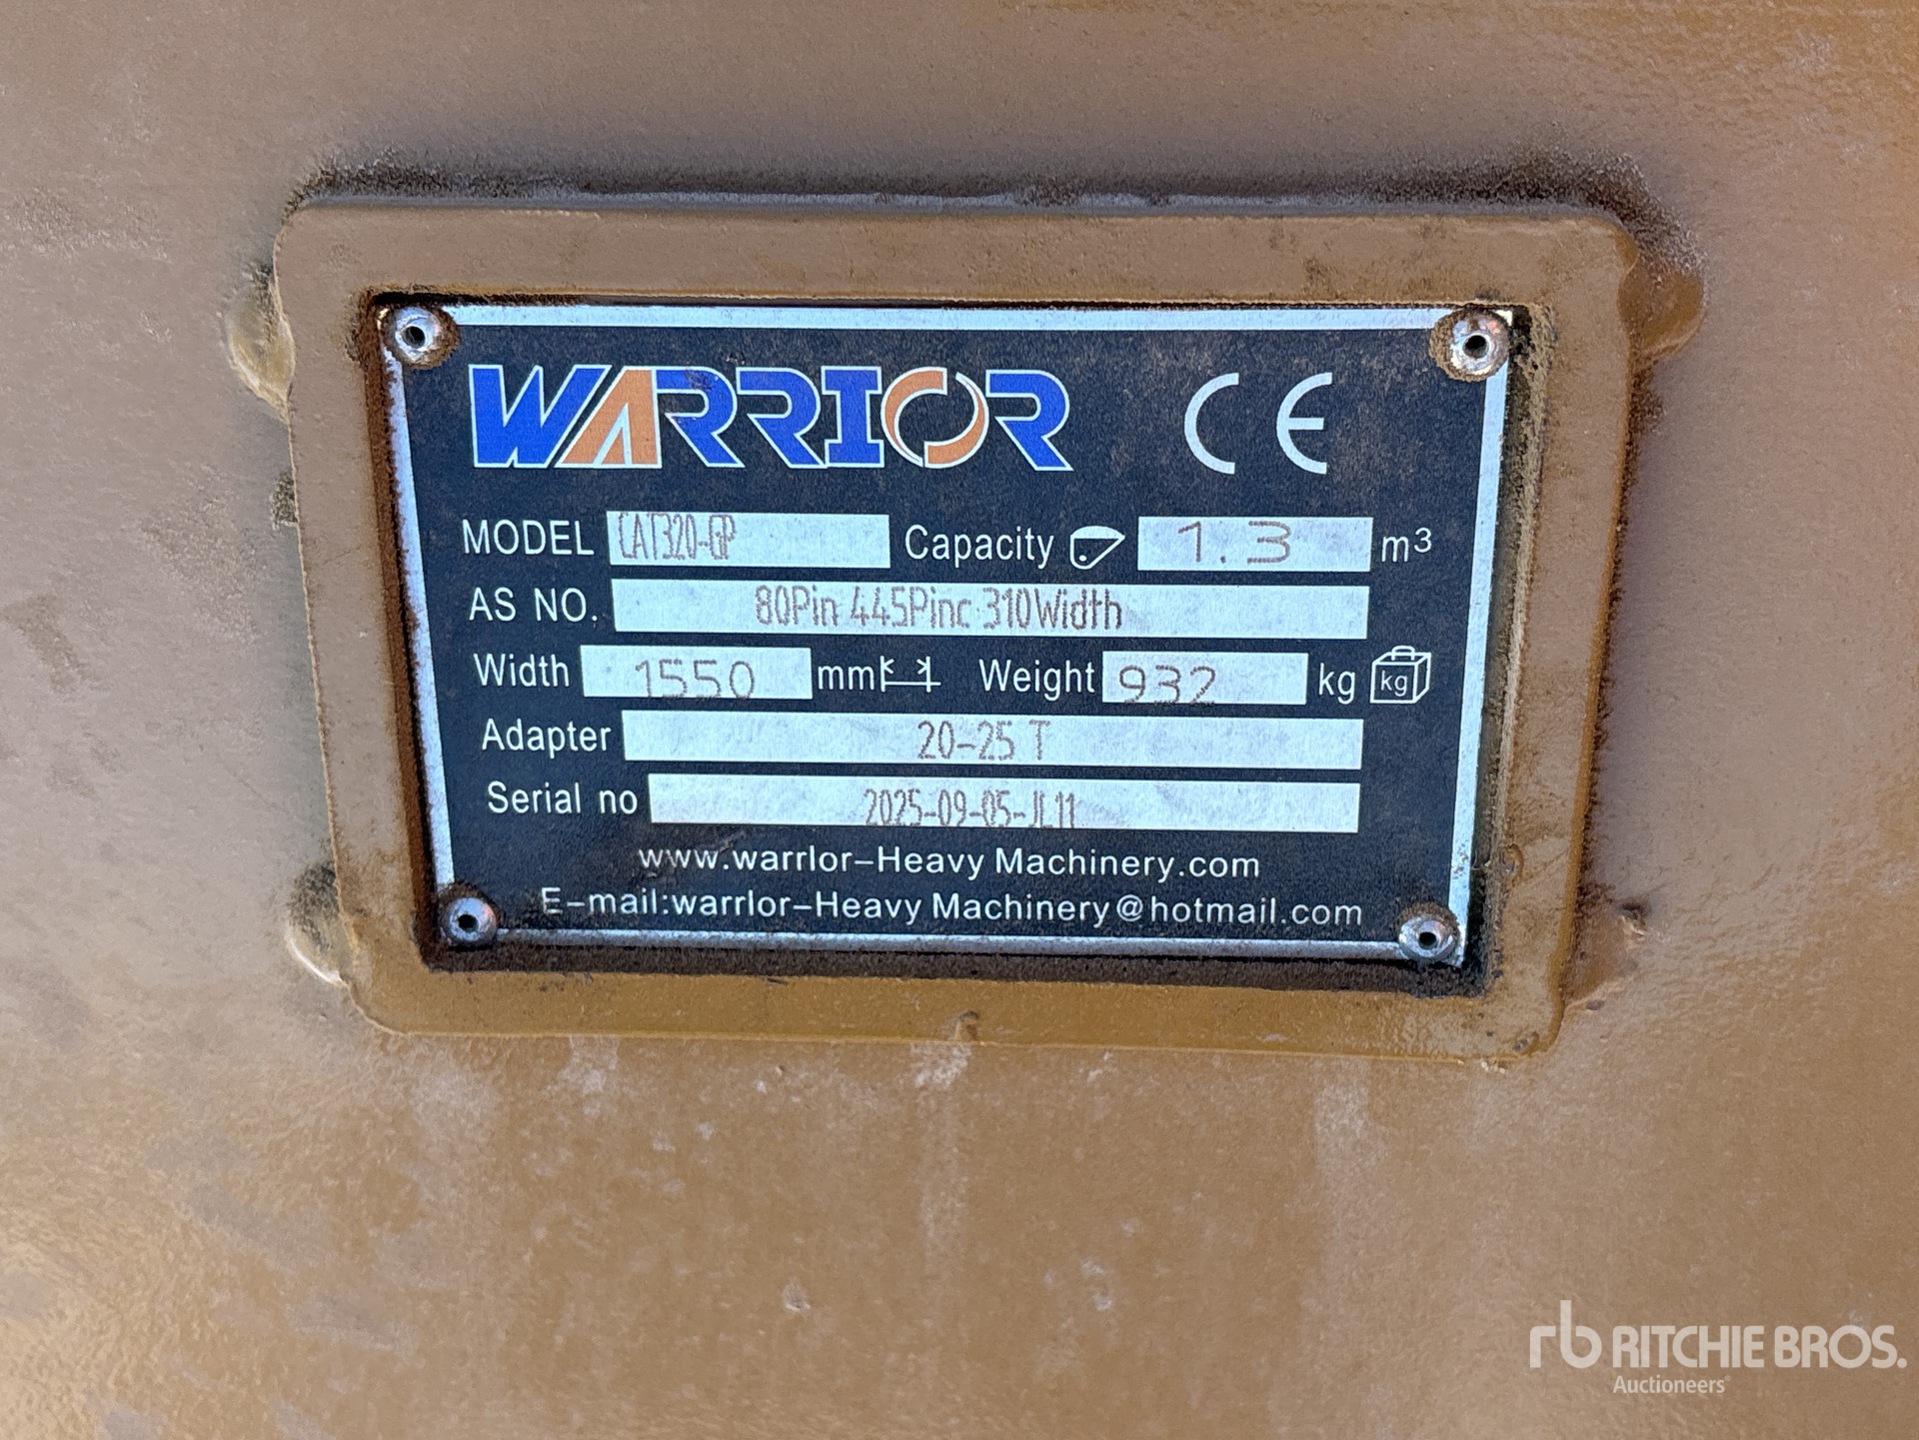 WARRIOR CE
MODEL CAT320-GP Capacity 1.3 m³
AS NO. 80Pin 445Pinc 310Width
Width 1550 mm Weight 932 kg kg
Adapter 20-25 T
Serial no 2025-09-05-JL11
www.warrlor-Heavy Machinery.com
E-mail:warrlor-Heavy Machinery@hotmail.com
rb RITCHIE BROS.
Auctioneers